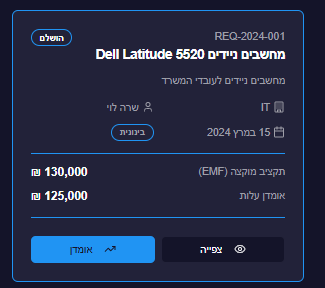 REQ-2024-001
הושלם
מחשבים ניידים Dell Latitude 5520
מחשבים ניידים לעובדי המשרד
IT
שרה לוי
15 במרץ 2024
בינונית
תקציב מוקצה (EMF)
130,000 ₪
אומדן עלות
125,000 ₪
צפייה
אומדן